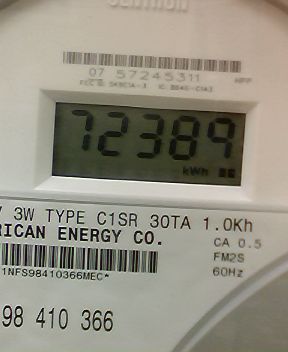 CENTRON
07 57245311
72389
kWh
V 3W TYPE C1SR 30TA 1.0Kh
RICAN ENERGY CO.
CA 0.5
FM2S
60Hz
1NFS98410366MEC*
98 410 366